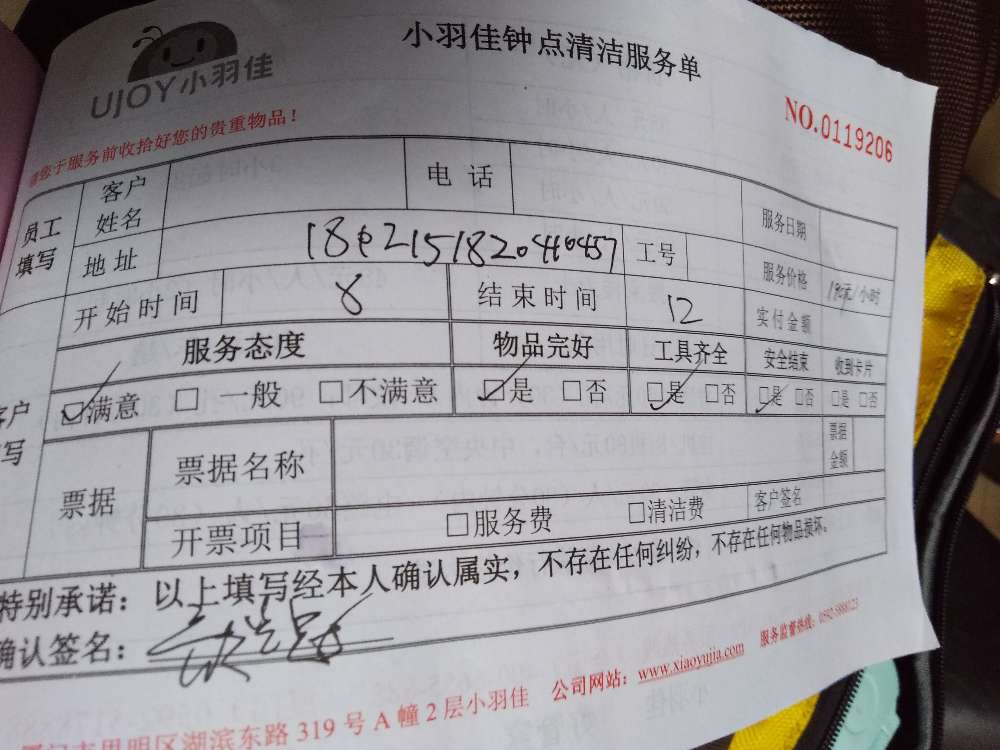 UJOY小羽佳
小羽佳钟点清洁服务单
NO.0119206
请您于服务前收拾好您的贵重物品！
员工填写 客户姓名 电话 服务日期
地址 工号 服务价格 元/小时
开始时间 8 结束时间 12 实付金额
服务态度 物品完好 工具齐全 安全结束 收到卡片
☑满意 □一般 □不满意 ☑是 □否 ☑是 □否 ☑是 □否 □是 □否
票据 票据名称 票据金额
开票项目 □服务费 □清洁费 客户签名
特别承诺：以上填写经本人确认属实，不存在任何纠纷，不存在任何物品损坏。
确认签名：
思明区湖滨东路319号A幢2层小羽佳 公司网站：www.xiaoyujia.com 服务监督热线：